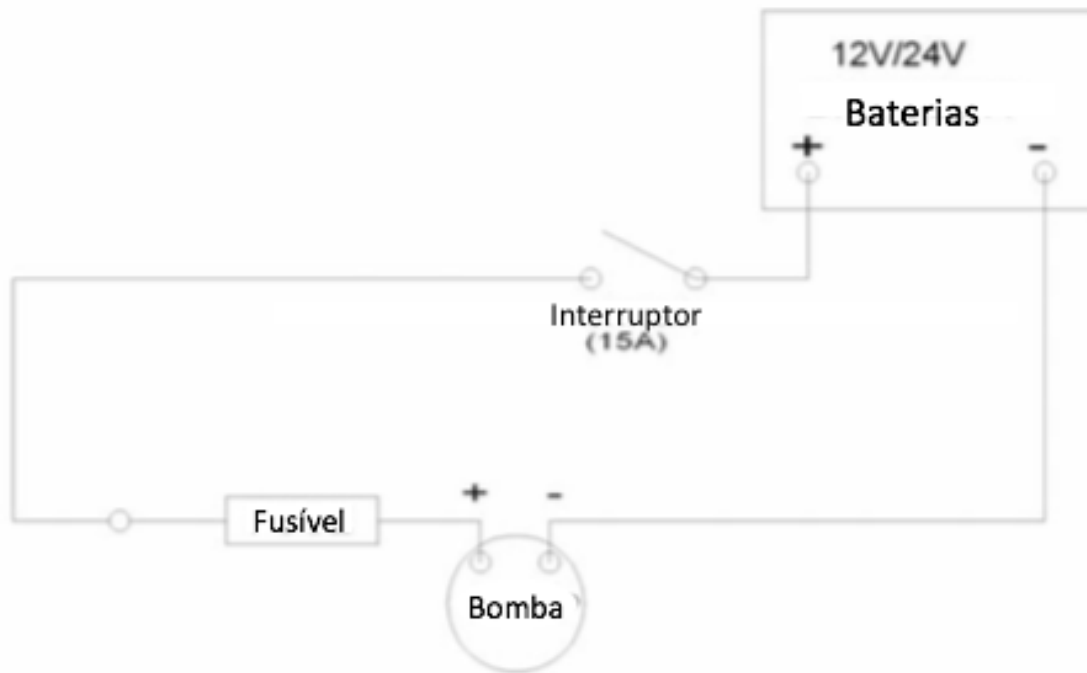 12V/24V
Baterias
+ -
Interruptor
(15A)
+ -
Fusível
Bomba